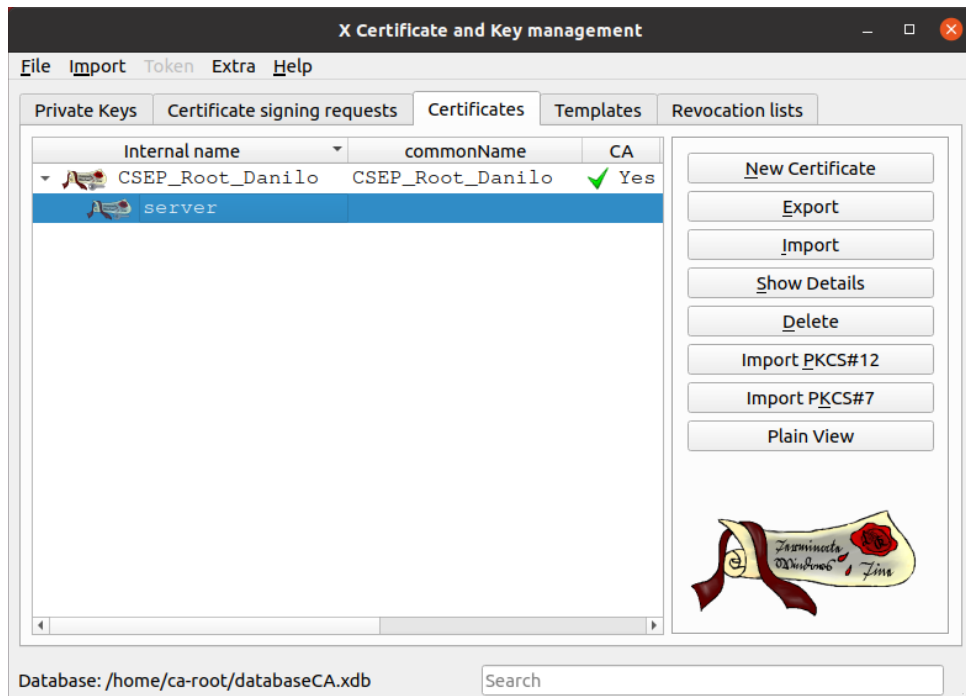 X Certificate and Key management
File Import Token Extra Help
Private Keys Certificate signing requests Certificates Templates Revocation lists
Internal name commonName CA
CSEP_Root_Danilo CSEP_Root_Danilo Yes
server
New Certificate
Export
Import
Show Details
Delete
Import PKCS#12
Import PKCS#7
Plain View
Windows
Fine
Database: /home/ca-root/databaseCA.xdb Search